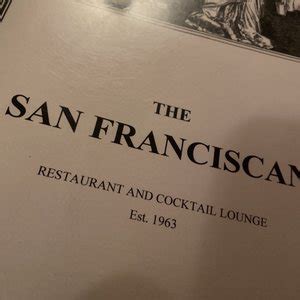 THE
SAN FRANCISCAN
RESTAURANT AND COCKTAIL LOUNGE
Est. 1963